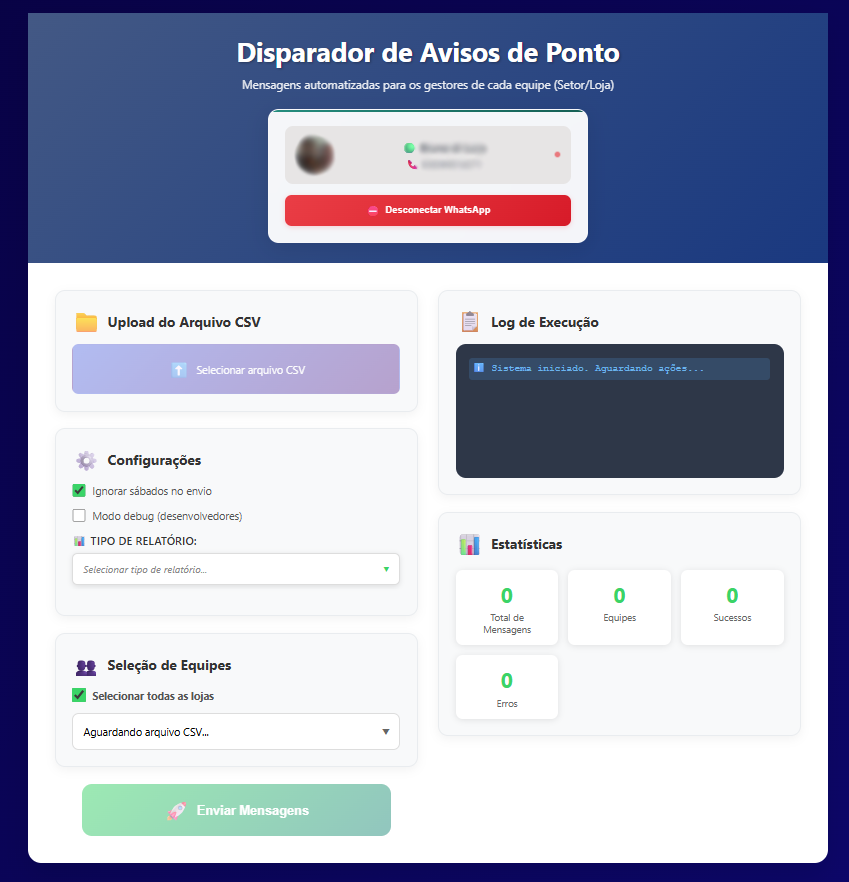 Disparador de Avisos de Ponto
Mensagens automatizadas para os gestores de cada equipe (Setor/Loja)
Desconectar WhatsApp
Upload do Arquivo CSV
Selecionar arquivo CSV
Configurações
Ignorar sábados no envio
Modo debug (desenvolvedores)
TIPO DE RELATÓRIO:
Selecionar tipo de relatório...
Seleção de Equipes
Selecionar todas as lojas
Aguardando arquivo CSV...
Enviar Mensagens
Log de Execução
Sistema iniciado. Aguardando ações...
Estatísticas
0
Total de
Mensagens
0
Equipes
0
Sucessos
0
Erros